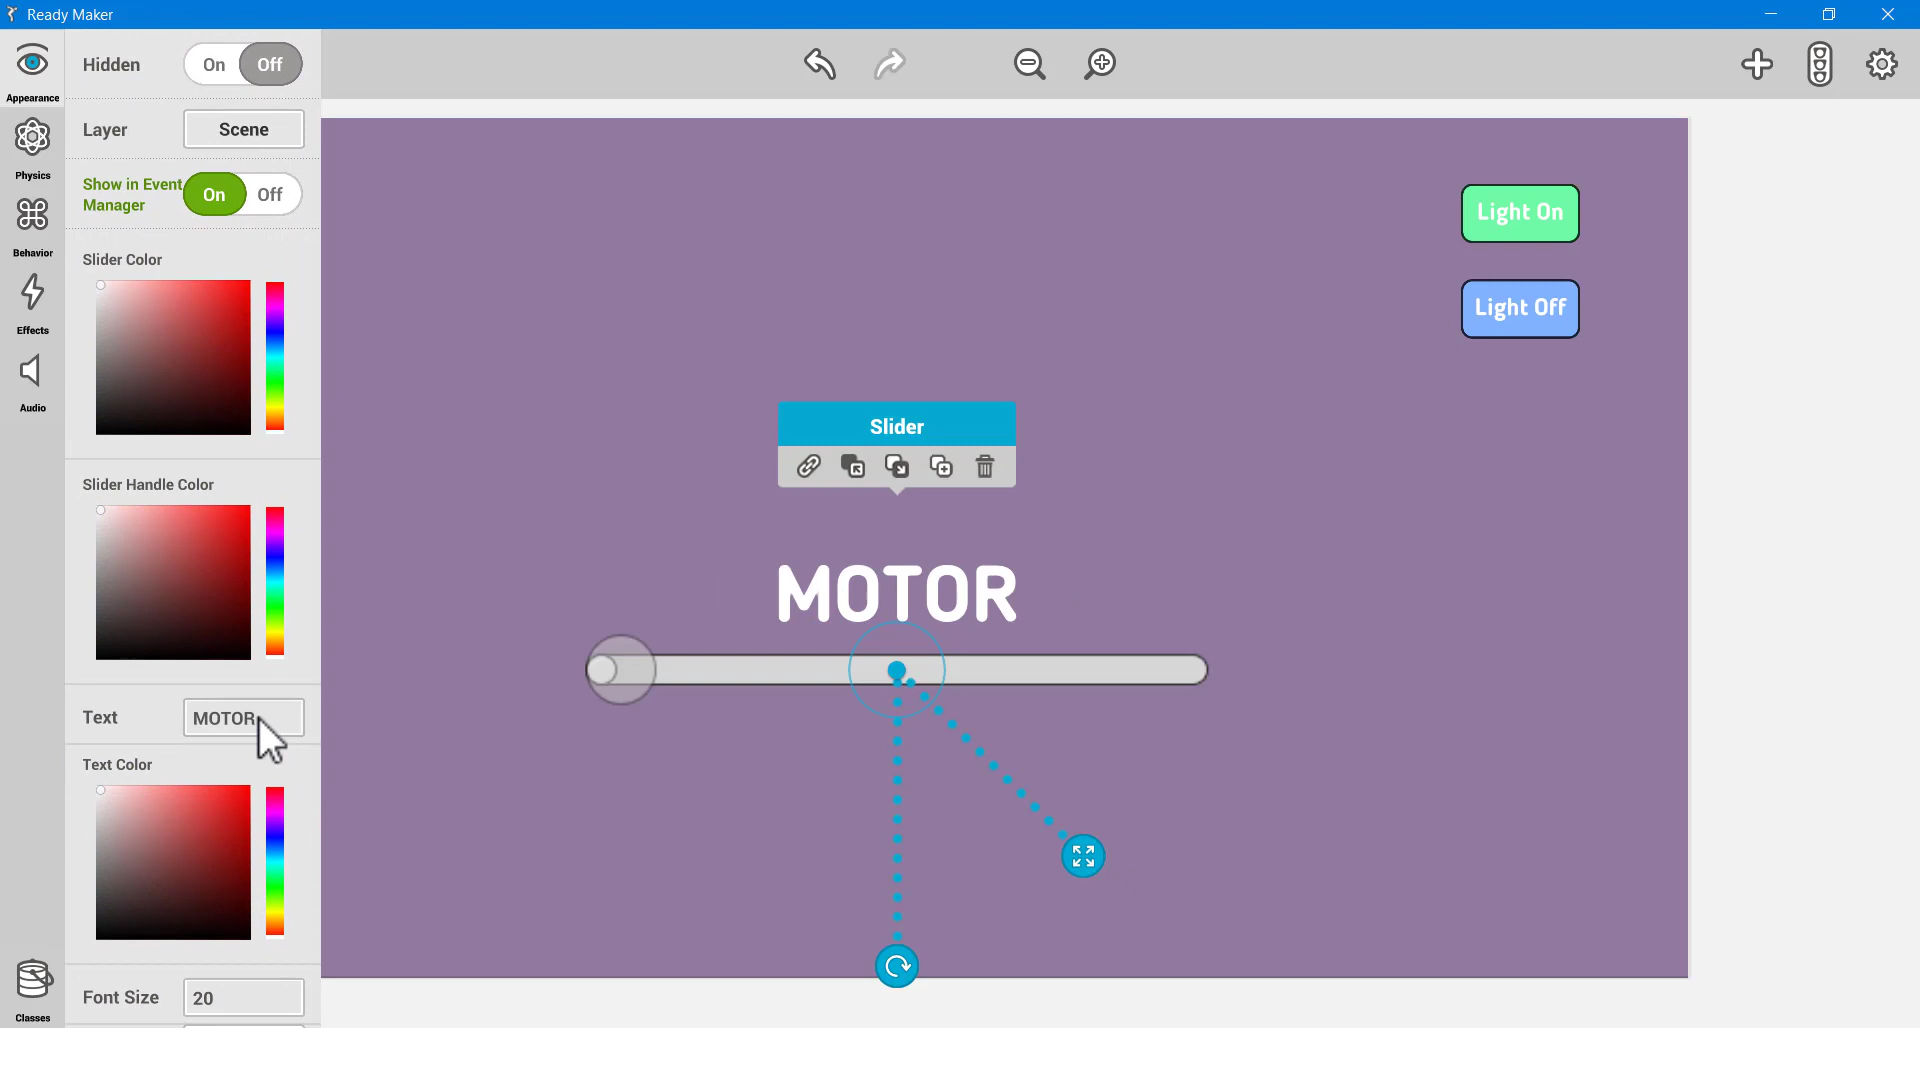 Ready Maker
Appearance
Physics
Behavior
Effects
Audio
Classes
Hidden
On Off
Layer
Scene
Show in Event
Manager
On Off
Slider Color
Slider Handle Color
Text
MOTOR
Text Color
Font Size
20
Light On
Light Off
Slider
MOTOR